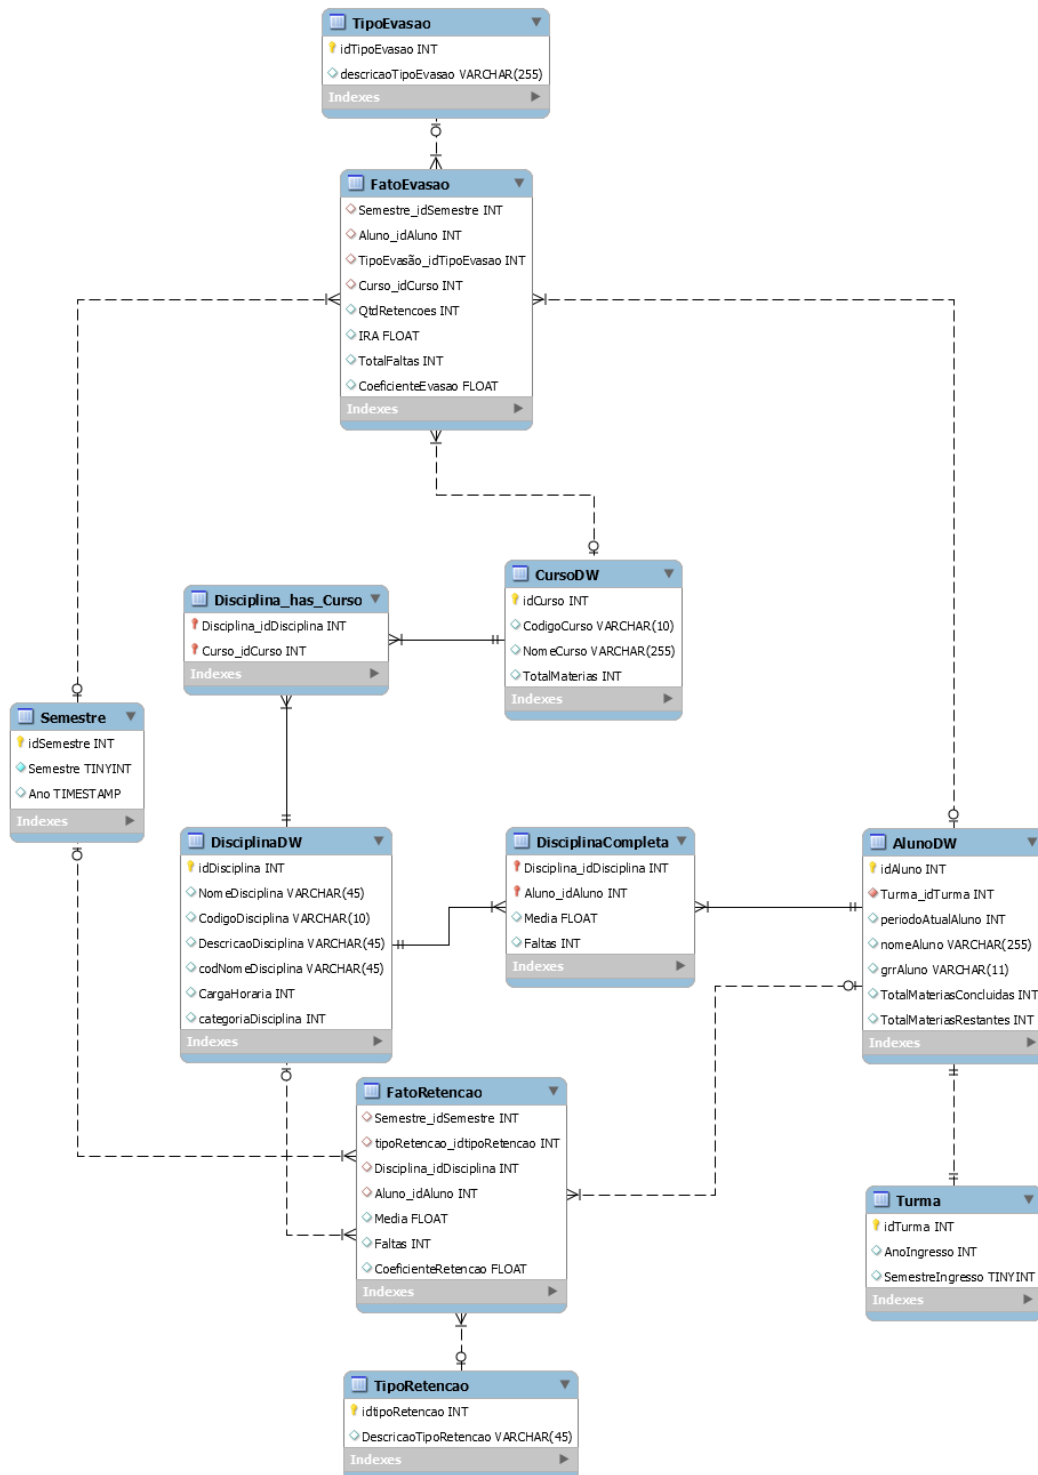 TipoEvasao
idTipoEvasao INT
descricaoTipoEvasao VARCHAR(255)
Indexes
FatoEvasao
Semestre_idSemestre INT
Aluno_idAluno INT
TipoEvasão_idTipoEvasao INT
Curso_idCurso INT
QtdRetencoes INT
IRA FLOAT
TotalFaltas INT
CoeficienteEvasao FLOAT
Indexes
CursoDW
idCurso INT
CodigoCurso VARCHAR(10)
NomeCurso VARCHAR(255)
TotalMaterias INT
Indexes
Disciplina_has_Curso
Disciplina_idDisciplina INT
Curso_idCurso INT
Indexes
Semestre
idSemestre INT
Semestre TINYINT
Ano TIMESTAMP
Indexes
DisciplinaDW
idDisciplina INT
NomeDisciplina VARCHAR(45)
CodigoDisciplina VARCHAR(10)
DescricaoDisciplina VARCHAR(45)
codNomeDisciplina VARCHAR(45)
CargaHoraria INT
categoriaDisciplina INT
Indexes
DisciplinaCompleta
Disciplina_idDisciplina INT
Aluno_idAluno INT
Media FLOAT
Faltas INT
Indexes
AlunoDW
idAluno INT
Turma_idTurma INT
periodoAtualAluno INT
nomeAluno VARCHAR(255)
grrAluno VARCHAR(11)
TotalMateriasConcluidas INT
TotalMateriasRestantes INT
Indexes
FatoRetencao
Semestre_idSemestre INT
tipoRetencao_idtipoRetencao INT
Disciplina_idDisciplina INT
Aluno_idAluno INT
Media FLOAT
Faltas INT
CoeficienteRetencao FLOAT
Indexes
Turma
idTurma INT
AnoIngresso INT
SemestreIngresso TINYINT
Indexes
TipoRetencao
idtipoRetencao INT
DescricaoTipoRetencao VARCHAR(45)
Indexes